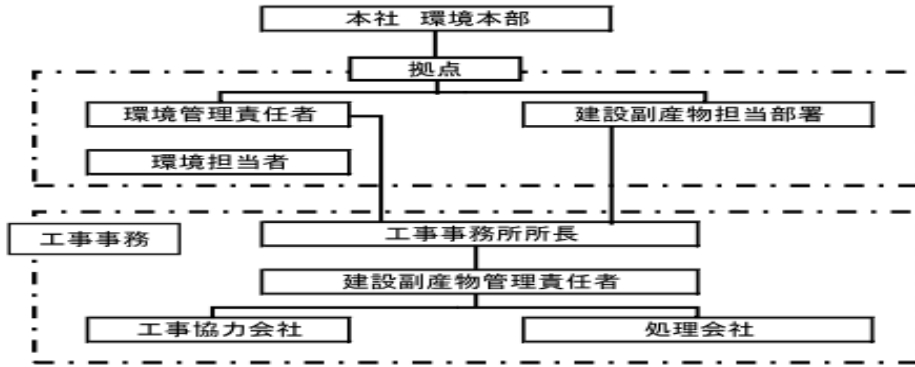 本社 環境本部
拠点
環境管理責任者
建設副産物担当部署
環境担当者
工事事務
工事事務所所長
建設副産物管理責任者
工事協力会社
処理会社